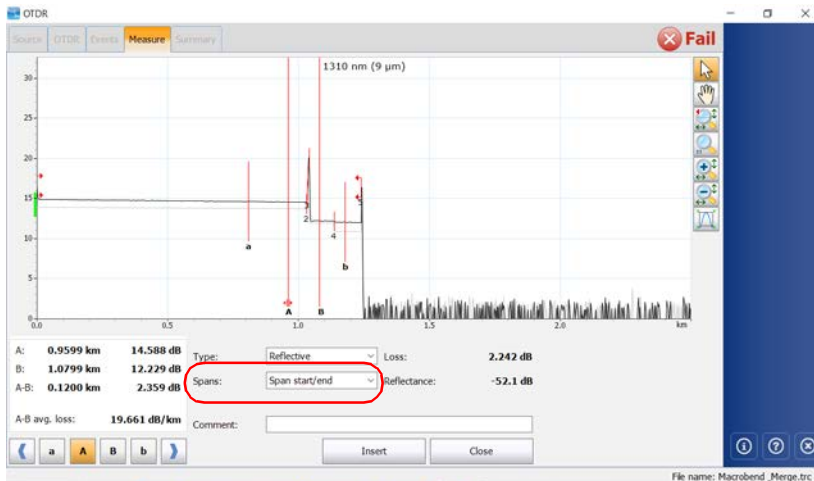 OTDR
Source OTDR Events Measure Summary Fail
1310 nm (9 µm)
30
25
20
15
10
5
0
0.0 0.5 1.0 1.5 2.0 km
a A B b
2 3 4 5
A: 0.9599 km 14.588 dB
B: 1.0799 km 12.229 dB
A-B: 0.1200 km 2.359 dB
A-B avg. loss: 19.661 dB/km
a A B b
Type: Reflective Loss: 2.242 dB
Spans: Span start/end Reflectance: -52.1 dB
Comment:
Insert Close
File name: Macrobend _Merge.trc